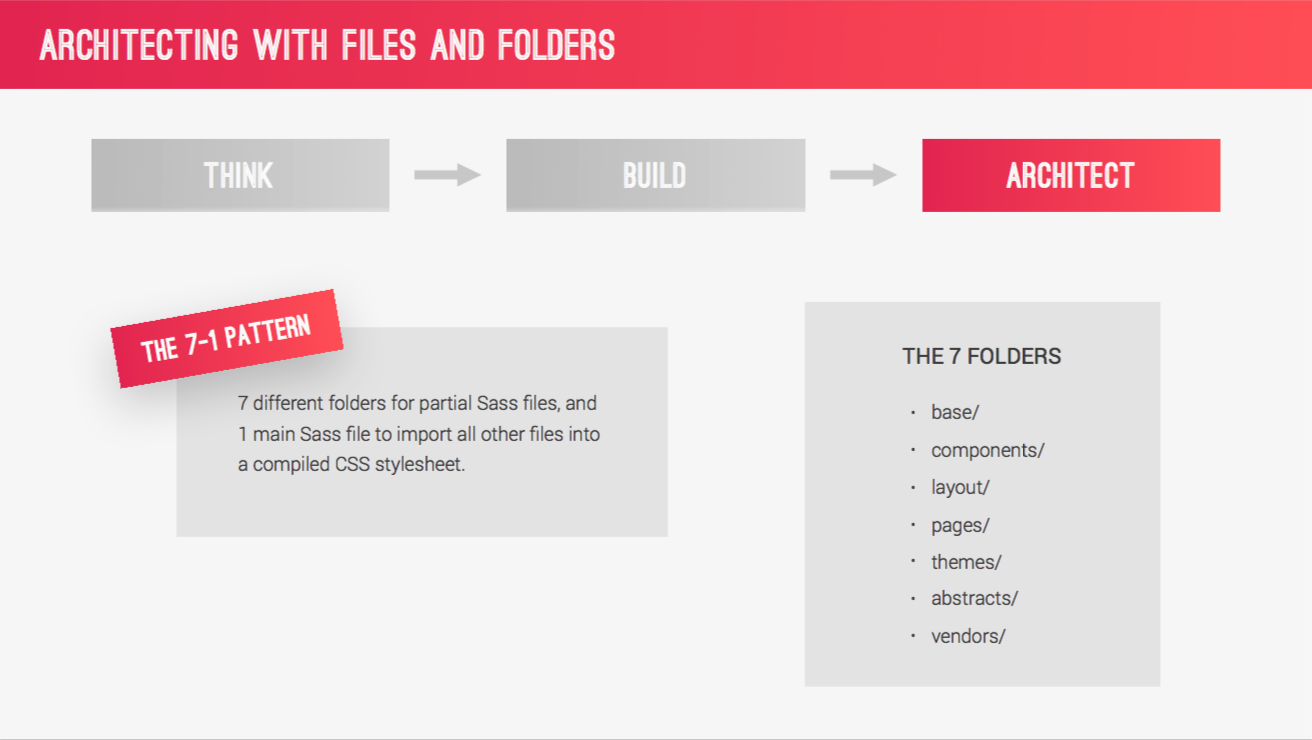 ARCHITECTING WITH FILES AND FOLDERS
THINK
BUILD
ARCHITECT
THE 7-1 PATTERN
7 different folders for partial Sass files, and
1 main Sass file to import all other files into
a compiled CSS stylesheet.
THE 7 FOLDERS
• base/
• components/
• layout/
• pages/
• themes/
• abstracts/
• vendors/